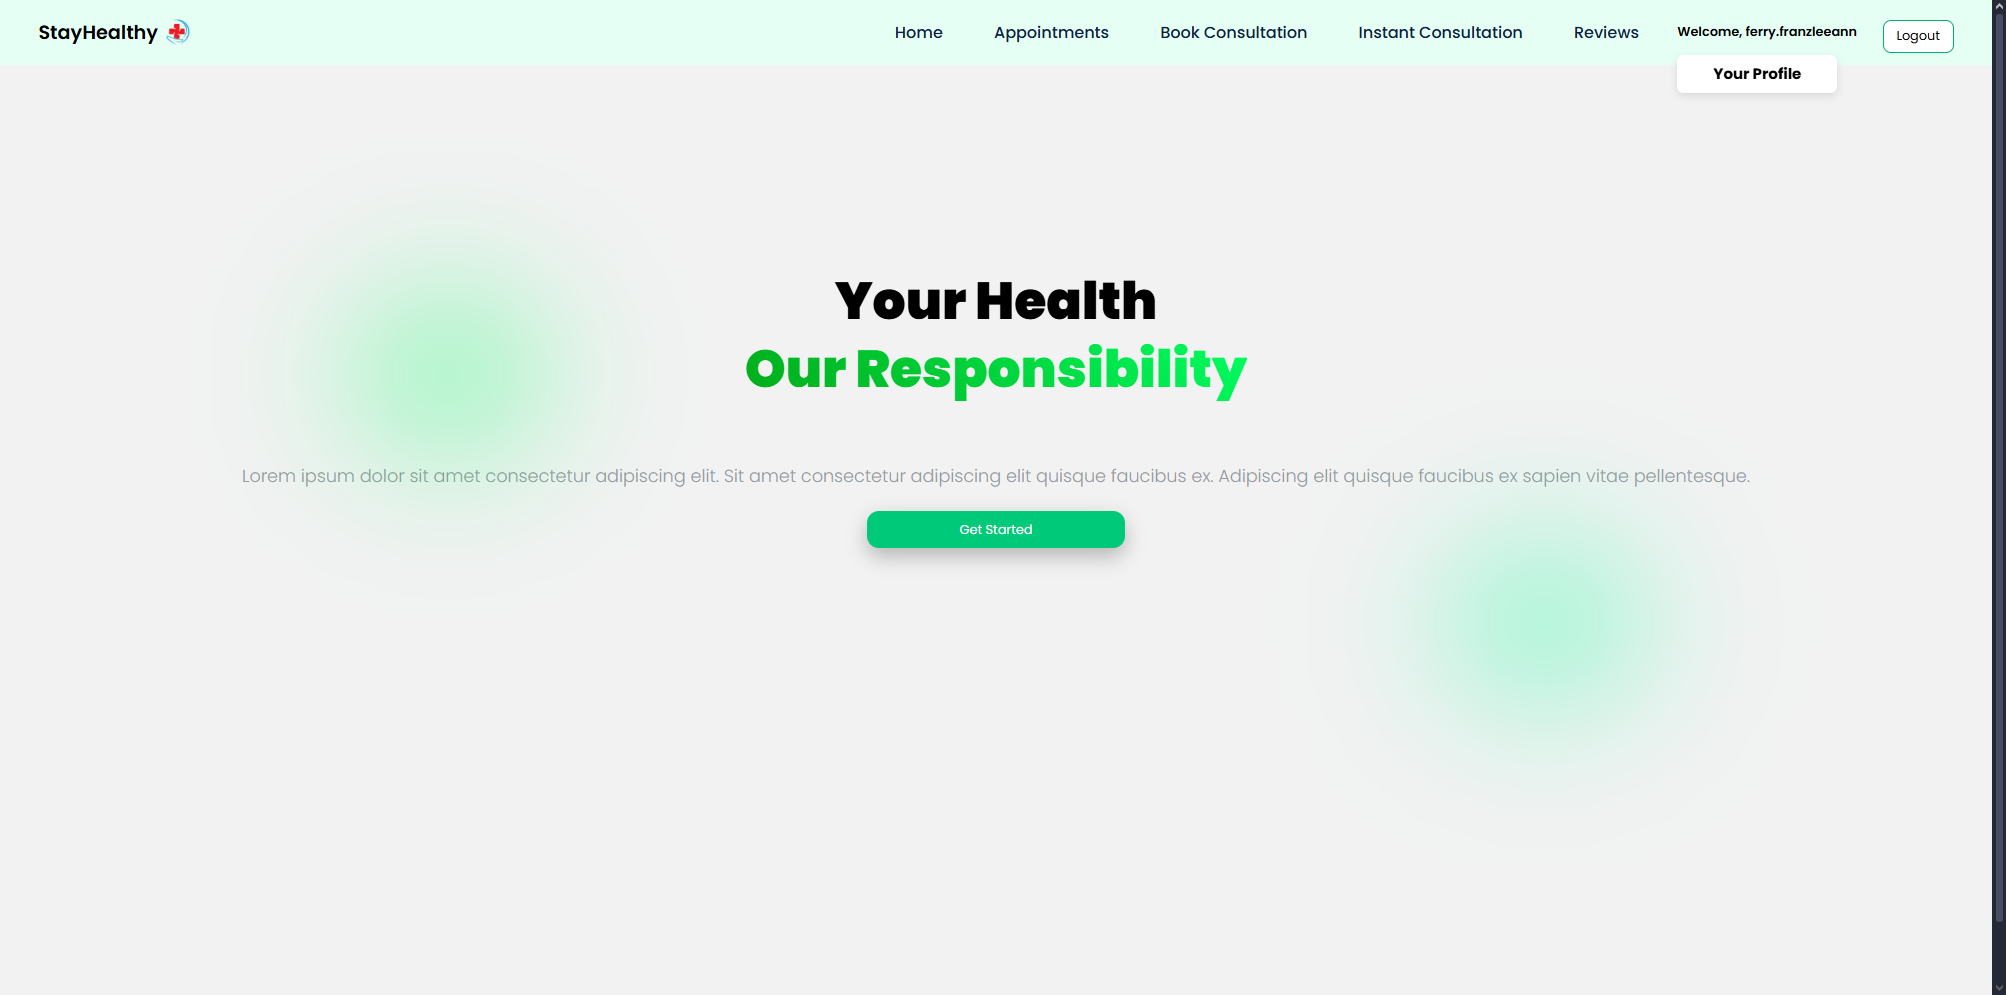 StayHealthy
Home Appointments Book Consultation Instant Consultation Reviews Welcome, ferry.franzleeann Logout
Your Profile
Your Health
Our Responsibility
Lorem ipsum dolor sit amet consectetur adipiscing elit. Sit amet consectetur adipiscing elit quisque faucibus ex. Adipiscing elit quisque faucibus ex sapien vitae pellentesque.
Get Started